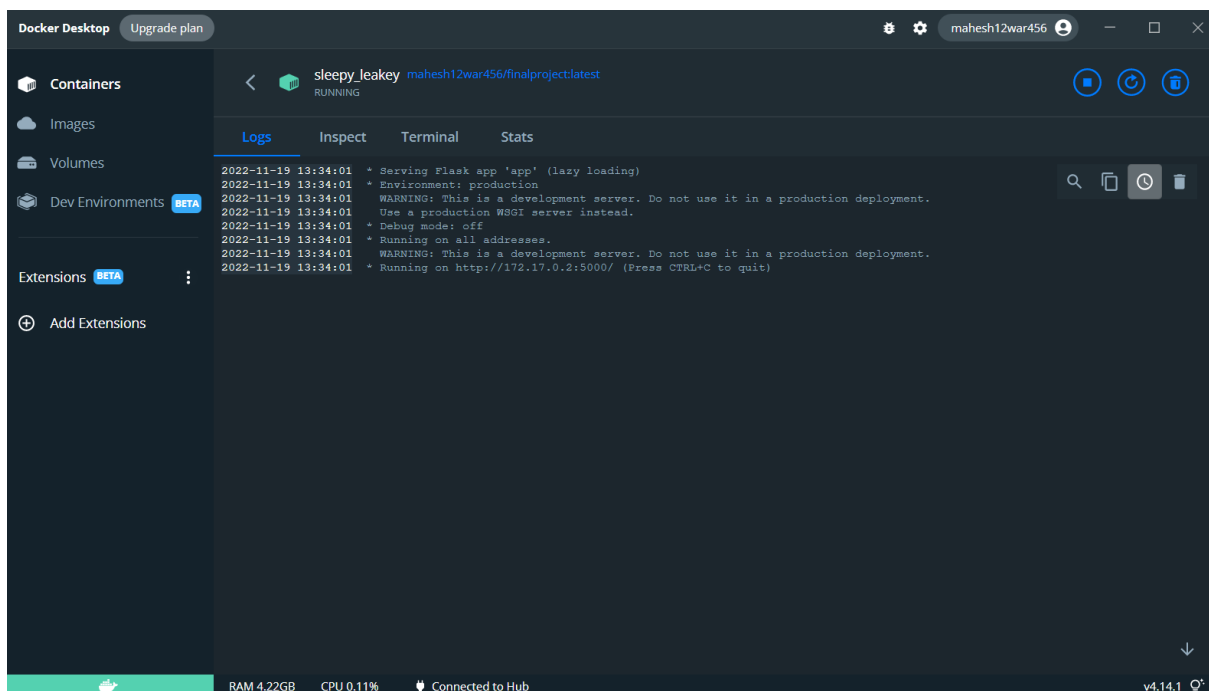 Docker Desktop Upgrade plan mahesh12war456
Containers
Images
Volumes
Dev Environments BETA
Extensions BETA
Add Extensions
sleepy_leakey mahesh12war456/finalproject:latest
RUNNING
Logs Inspect Terminal Stats
2022-11-19 13:34:01 * Serving Flask app 'app' (lazy loading)
2022-11-19 13:34:01 * Environment: production
2022-11-19 13:34:01 WARNING: This is a development server. Do not use it in a production deployment.
2022-11-19 13:34:01 Use a production WSGI server instead.
2022-11-19 13:34:01 * Debug mode: off
2022-11-19 13:34:01 * Running on all addresses.
2022-11-19 13:34:01 WARNING: This is a development server. Do not use it in a production deployment.
2022-11-19 13:34:01 * Running on http://172.17.0.2:5000/ (Press CTRL+C to quit)
RAM 4.22GB CPU 0.11% Connected to Hub v4.14.1